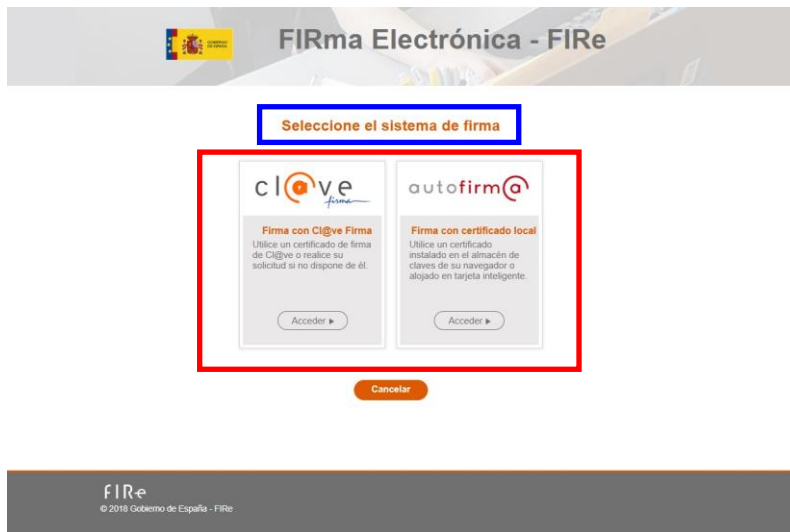 GOBIERNO
DE ESPAÑA
FIRma Electrónica - FIRe
Seleccione el sistema de firma
cl@ve
firma
autofirm@
Firma con Cl@ve Firma
Utilice un certificado de firma
de Cl@ve o realice su
solicitud si no dispone de él.
Acceder
Firma con certificado local
Utilice un certificado
instalado en el almacén de
claves de su navegador o
alojado en tarjeta inteligente.
Acceder
Cancelar
FIRe
© 2018 Gobierno de España - FIRe